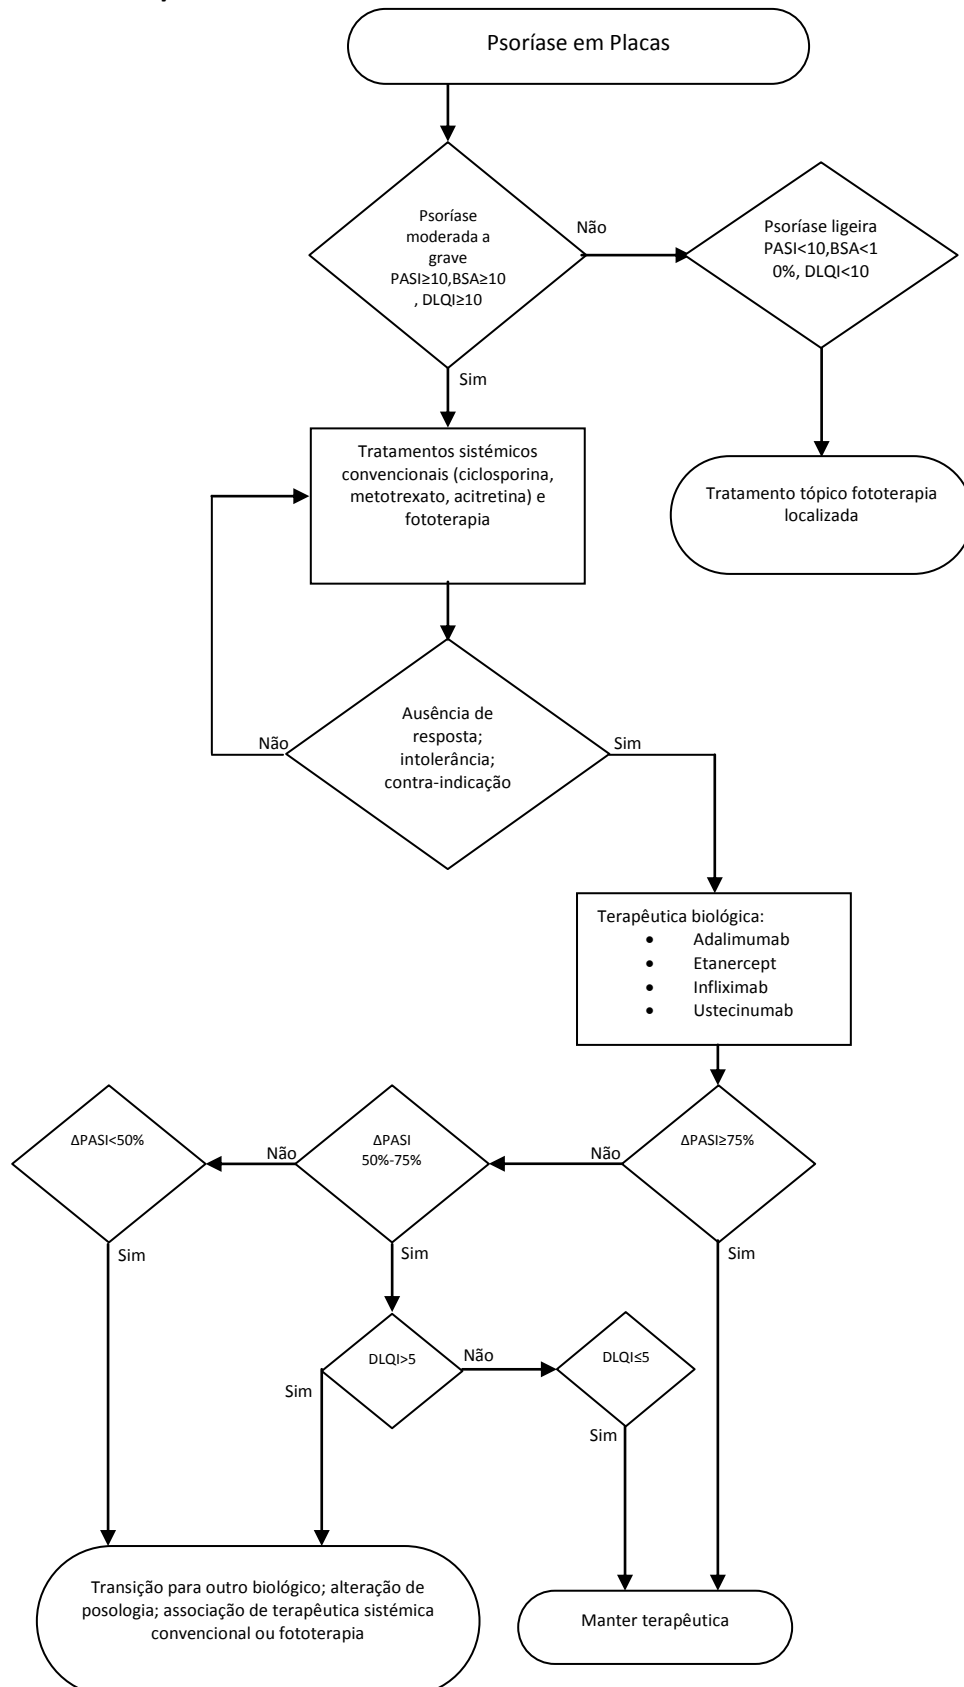 Psoríase em Placas
Psoríase
moderada a
grave
PASI≥10,BSA≥10
, DLQI≥10
Não
Psoríase ligeira
PASI<10,BSA<1
0%, DLQI<10
Sim
Tratamentos sistémicos
convencionais (ciclosporina,
metotrexato, acitretina) e
fototerapia
Tratamento tópico fototerapia
localizada
Ausência de
resposta;
intolerância;
contra-indicação
Não
Sim
Terapêutica biológica:
• Adalimumab
• Etanercept
• Infliximab
• Ustecinumab
ΔPASI<50%
Não
ΔPASI
50%-75%
Não
ΔPASI≥75%
Sim
Sim
Sim
DLQI>5
Não
DLQI≤5
Sim
Sim
Transição para outro biológico; alteração de
posologia; associação de terapêutica sistémica
convencional ou fototerapia
Manter terapêutica